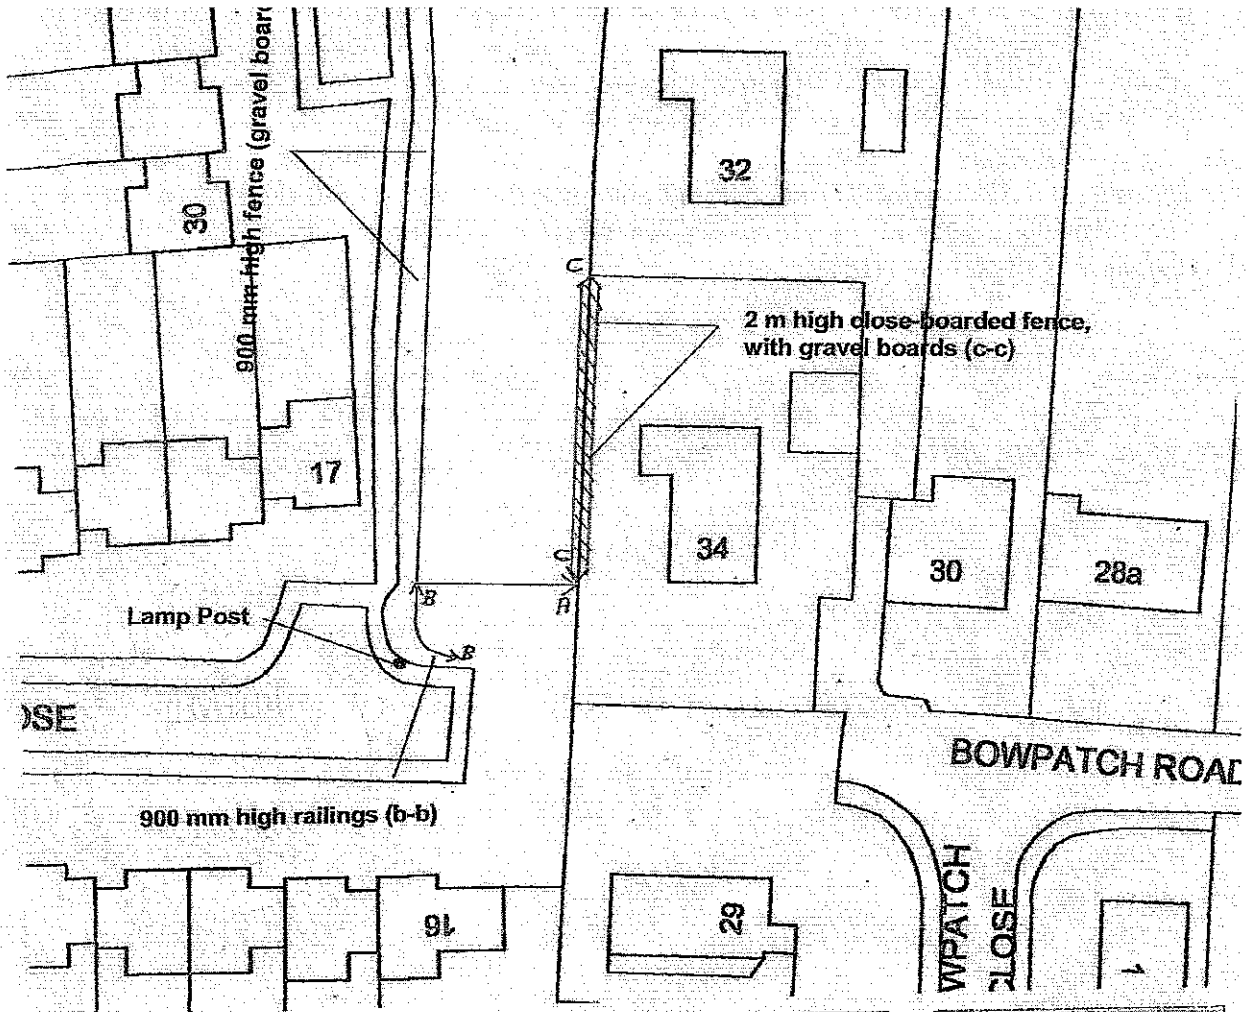 900 mm high fence (gravel boar
32
30
C
2 m high close-boarded fence,
with gravel boards (c-c)
17
C
34
30
28a
B
A
Lamp Post
B
OSE
BOWPATCH ROAD
900 mm high railings (b-b)
16
29
WPATCH
CLOSE
1